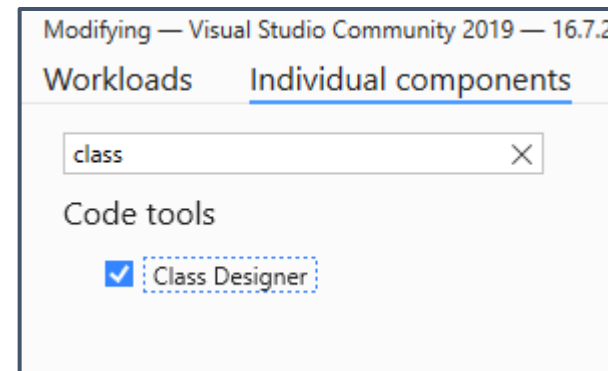 Modifying — Visual Studio Community 2019 — 16.7.2
Workloads Individual components
class
Code tools
Class Designer